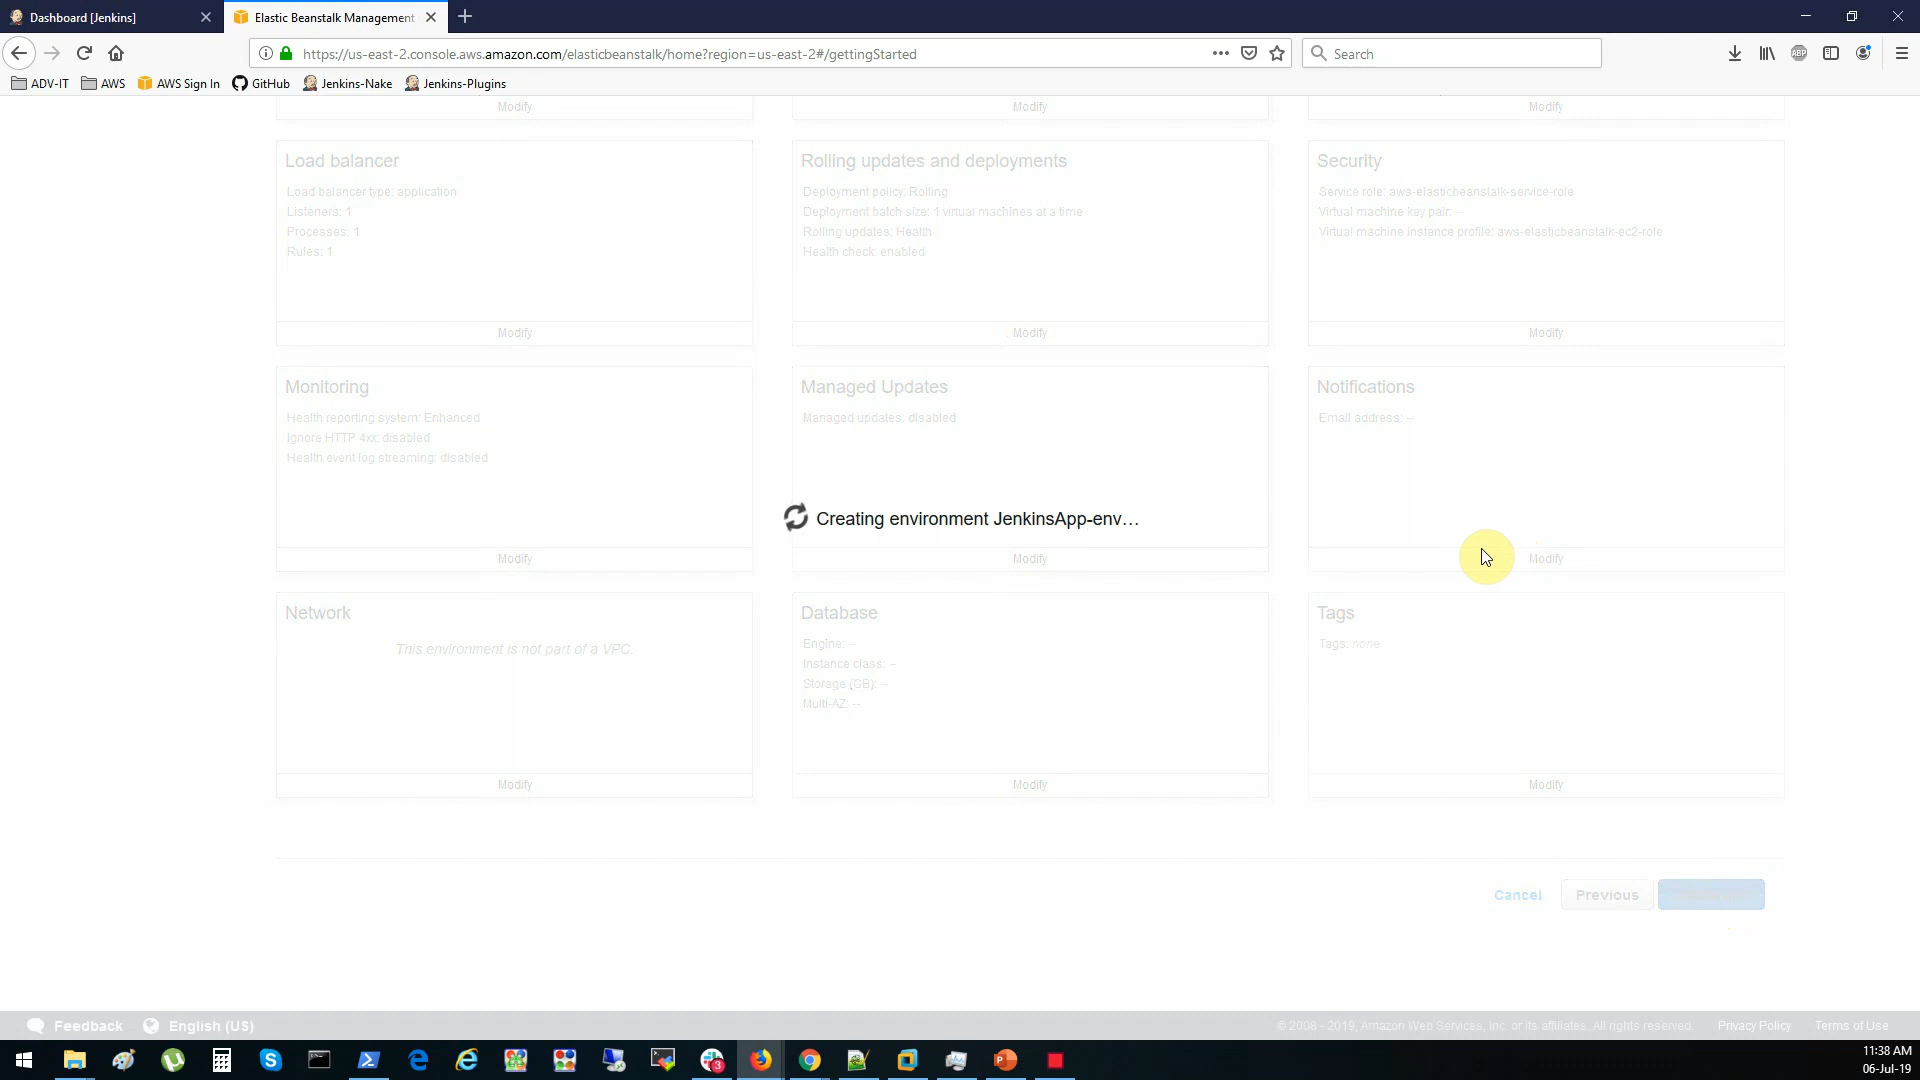 Dashboard [Jenkins]
Elastic Beanstalk Management
https://us-east-2.console.aws.amazon.com/elasticbeanstalk/home?region=us-east-2#/gettingStarted
Search
ABP
ADV-IT
AWS
AWS Sign In
GitHub
Jenkins-Nake
Jenkins-Plugins
Modify
Modify
Modify
Load balancer
Load balancer type: application
Listeners: 1
Processes: 1
Rules: 1
Modify
Rolling updates and deployments
Deployment policy: Rolling
Deployment batch size: 1 virtual machines at a time
Rolling updates: Health
Health check: enabled
Modify
Security
Service role: aws-elasticbeanstalk-service-role
Virtual machine key pair: --
Virtual machine instance profile: aws-elasticbeanstalk-ec2-role
Modify
Monitoring
Health reporting system: Enhanced
Ignore HTTP 4xx: disabled
Health event log streaming: disabled
Modify
Managed Updates
Managed updates: disabled
Modify
Notifications
Email address: --
Modify
Creating environment JenkinsApp-env…
Network
This environment is not part of a VPC.
Modify
Database
Engine: --
Instance class: --
Storage (GB): --
Multi-AZ: --
Modify
Tags
Tags: none
Modify
Cancel
Previous
Feedback
English (US)
© 2008 - 2019, Amazon Web Services, Inc. or its affiliates. All rights reserved.
Privacy Policy
Terms of Use
3
11:38 AM
06-Jul-19